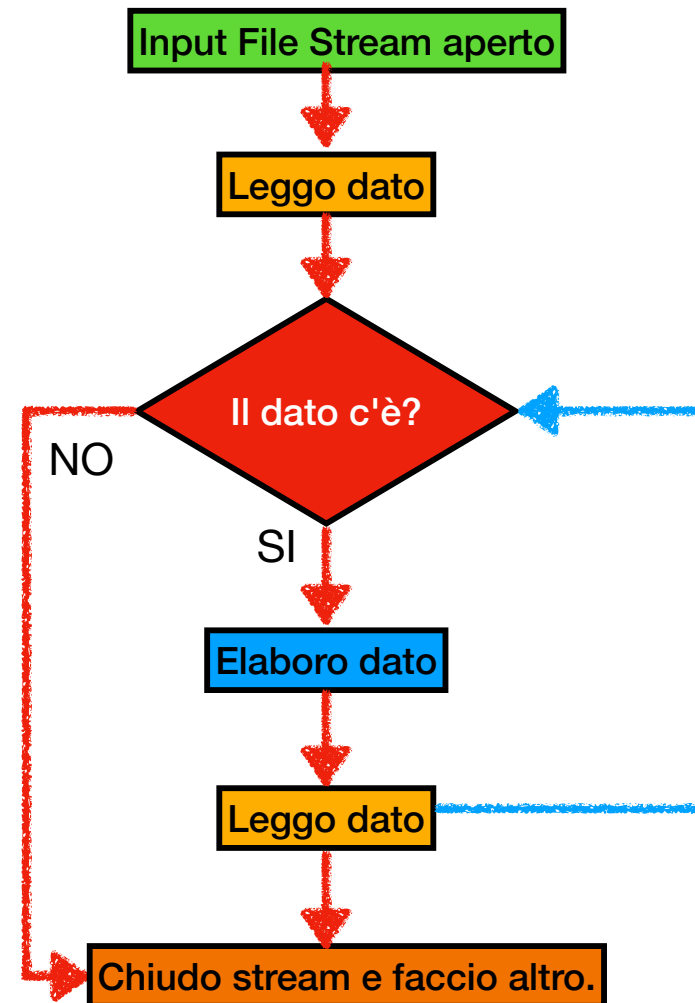 Input File Stream aperto
Leggo dato
Il dato c'è?
NO
SI
Elaboro dato
Leggo dato
Chiudo stream e faccio altro.